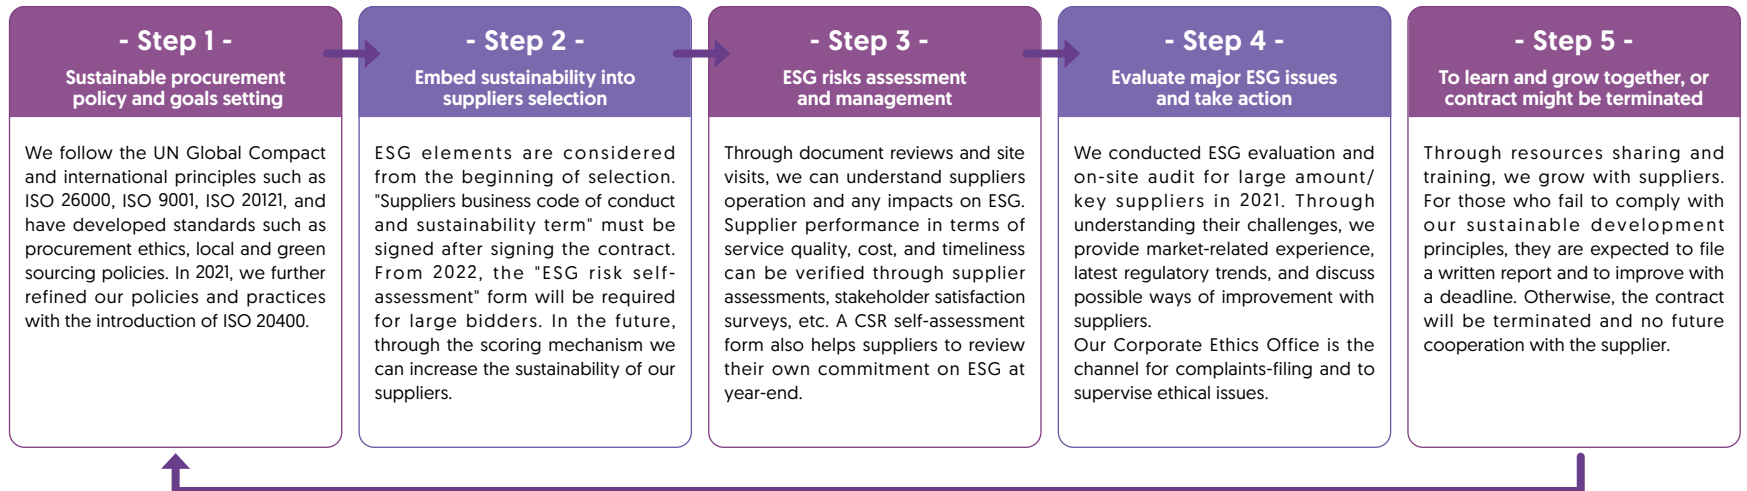 - Step 1 -
Sustainable procurement
policy and goals setting
We follow the UN Global Compact
and international principles such as
ISO 26000, ISO 9001, ISO 20121, and
have developed standards such as
procurement ethics, local and green
sourcing policies. In 2021, we further
refined our policies and practices
with the introduction of ISO 20400.
- Step 2 -
Embed sustainability into
suppliers selection
ESG elements are considered
from the beginning of selection.
"Suppliers business code of conduct
and sustainability term" must be
signed after signing the contract.
From 2022, the "ESG risk self-
assessment" form will be required
for large bidders. In the future,
through the scoring mechanism we
can increase the sustainability of our
suppliers.
- Step 3 -
ESG risks assessment
and management
Through document reviews and site
visits, we can understand suppliers
operation and any impacts on ESG.
Supplier performance in terms of
service quality, cost, and timeliness
can be verified through supplier
assessments, stakeholder satisfaction
surveys, etc. A CSR self-assessment
form also helps suppliers to review
their own commitment on ESG at
year-end.
- Step 4 -
Evaluate major ESG issues
and take action
We conducted ESG evaluation and
on-site audit for large amount/
key suppliers in 2021. Through
understanding their challenges, we
provide market-related experience,
latest regulatory trends, and discuss
possible ways of improvement with
suppliers.
Our Corporate Ethics Office is the
channel for complaints-filing and to
supervise ethical issues.
- Step 5 -
To learn and grow together, or
contract might be terminated
Through resources sharing and
training, we grow with suppliers.
For those who fail to comply with
our sustainable development
principles, they are expected to file
a written report and to improve with
a deadline. Otherwise, the contract
will be terminated and no future
cooperation with the supplier.